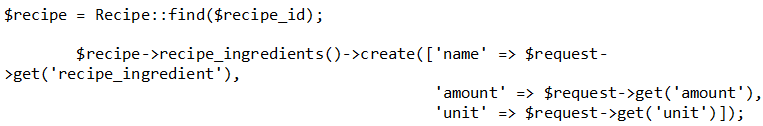 $recipe = Recipe::find($recipe_id);
$recipe->recipe_ingredients()->create(['name' => $request-
>get('recipe_ingredient'),
'amount' => $request->get('amount'),
'unit' => $request->get('unit')]);